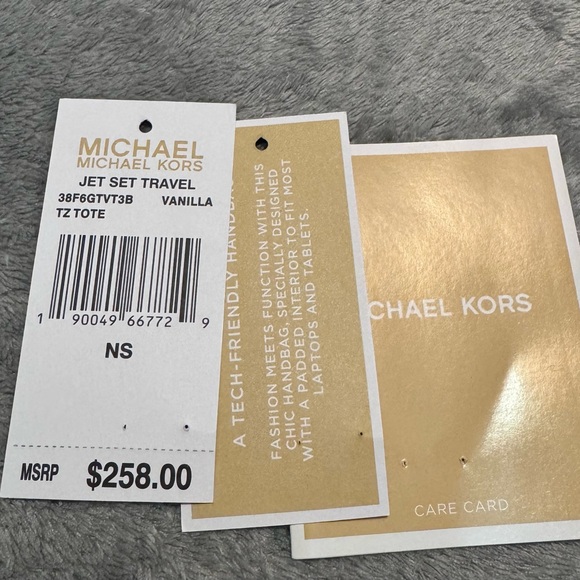 MICHAEL
MICHAEL KORS
JET SET TRAVEL
38F6GTVT3B VANILLA
TZ TOTE
1 90049 66772 9
NS
MSRP $258.00
A TECH-FRIENDLY HANDBAG
FASHION MEETS FUNCTION WITH THIS
CHIC HANDBAG, SPECIALLY DESIGNED
WITH A PADDED INTERIOR TO FIT MOST
LAPTOPS AND TABLETS.
CHAEL KORS
CARE CARD